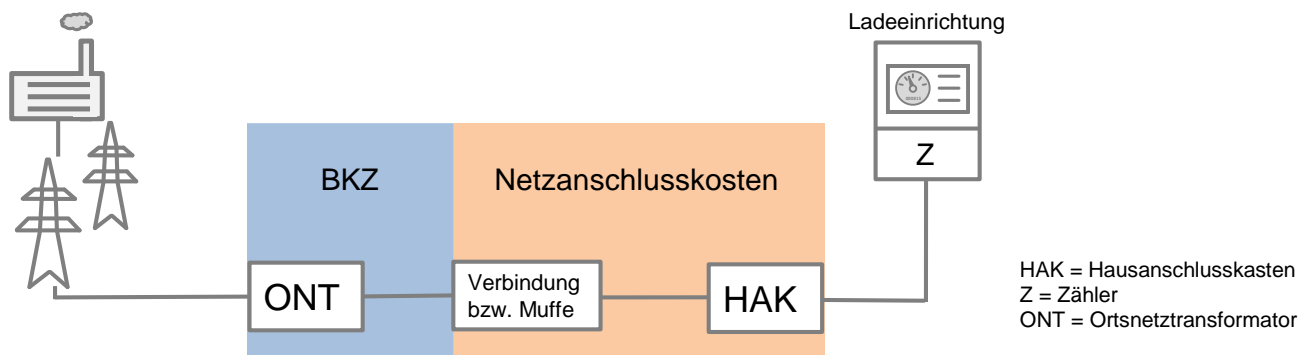 Ladeeinrichtung
Z
BKZ
Netzanschlusskosten
ONT
Verbindung
bzw. Muffe
HAK
HAK = Hausanschlusskasten
Z = Zähler
ONT = Ortsnetztransformator